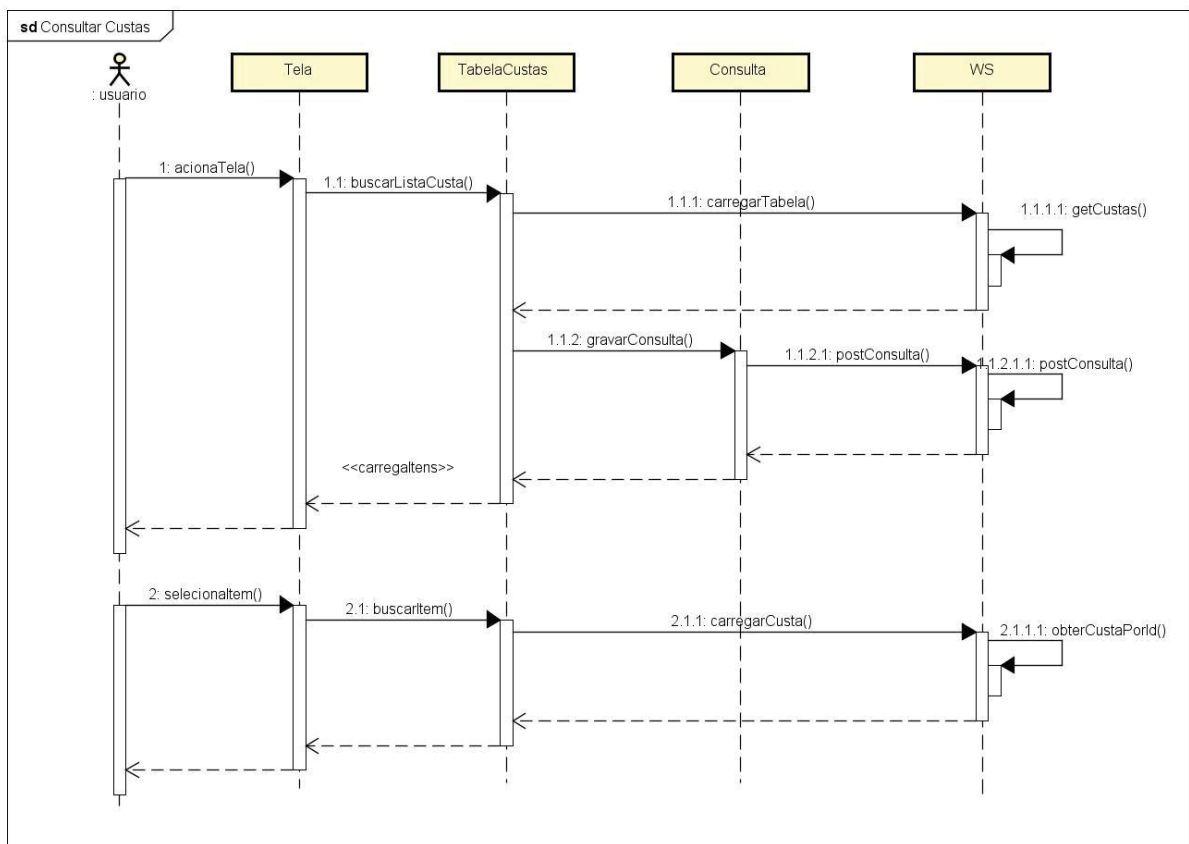 sd Consultar Custas
: usuario
Tela
TabelaCustas
Consulta
WS
1: acionaTela()
1.1: buscarListaCusta()
1.1.1: carregarTabela()
1.1.1.1: getCustas()
1.1.2: gravarConsulta()
1.1.2.1: postConsulta()
1.1.2.1.1: postConsulta()
<<carregaItens>>
2: selecionaItem()
2.1: buscarItem()
2.1.1: carregarCusta()
2.1.1.1: obterCustaPorId()